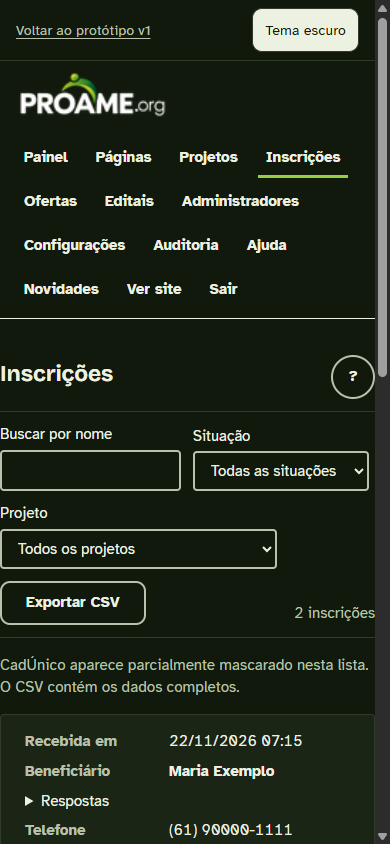 Voltar ao protótipo v1
Tema escuro
PROAME.org
Painel Páginas Projetos Inscrições
Ofertas Editais Administradores
Configurações Auditoria Ajuda
Novidades Ver site Sair
Inscrições
?
Buscar por nome
Situação
Todas as situações
Projeto
Todos os projetos
Exportar CSV
2 inscrições
CadÚnico aparece parcialmente mascarado nesta lista.
O CSV contém os dados completos.
Recebida em 22/11/2026 07:15
Beneficiário Maria Exemplo
Respostas
Telefone (61) 90000-1111